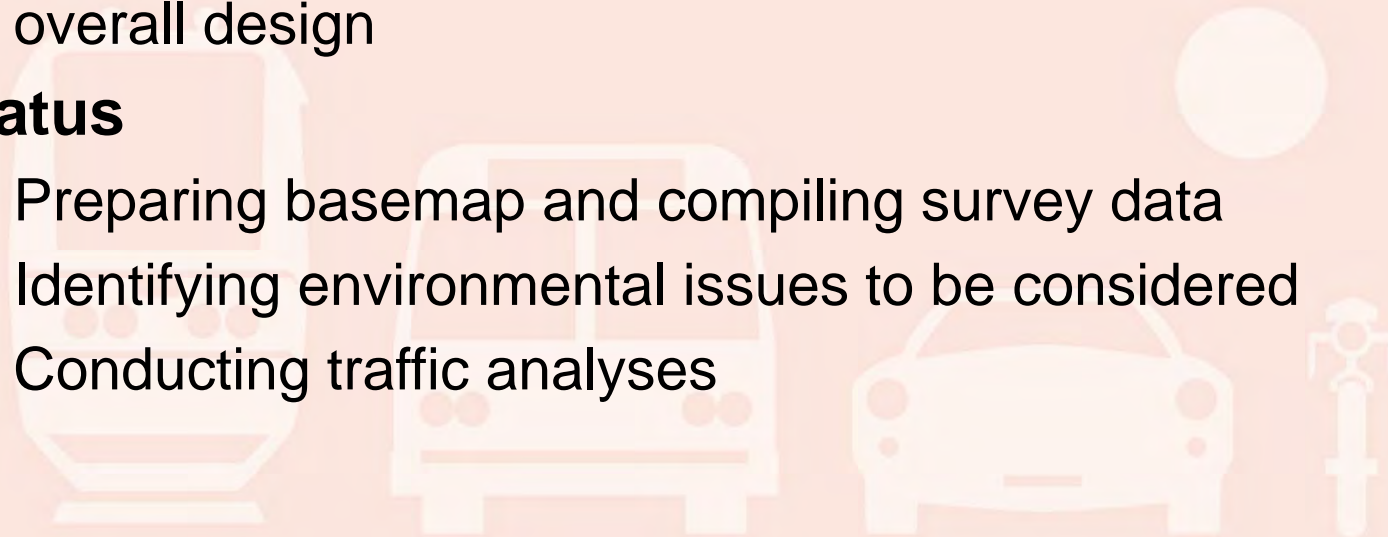 overall design
atus
Preparing basemap and compiling survey data
Identifying environmental issues to be considered
Conducting traffic analyses